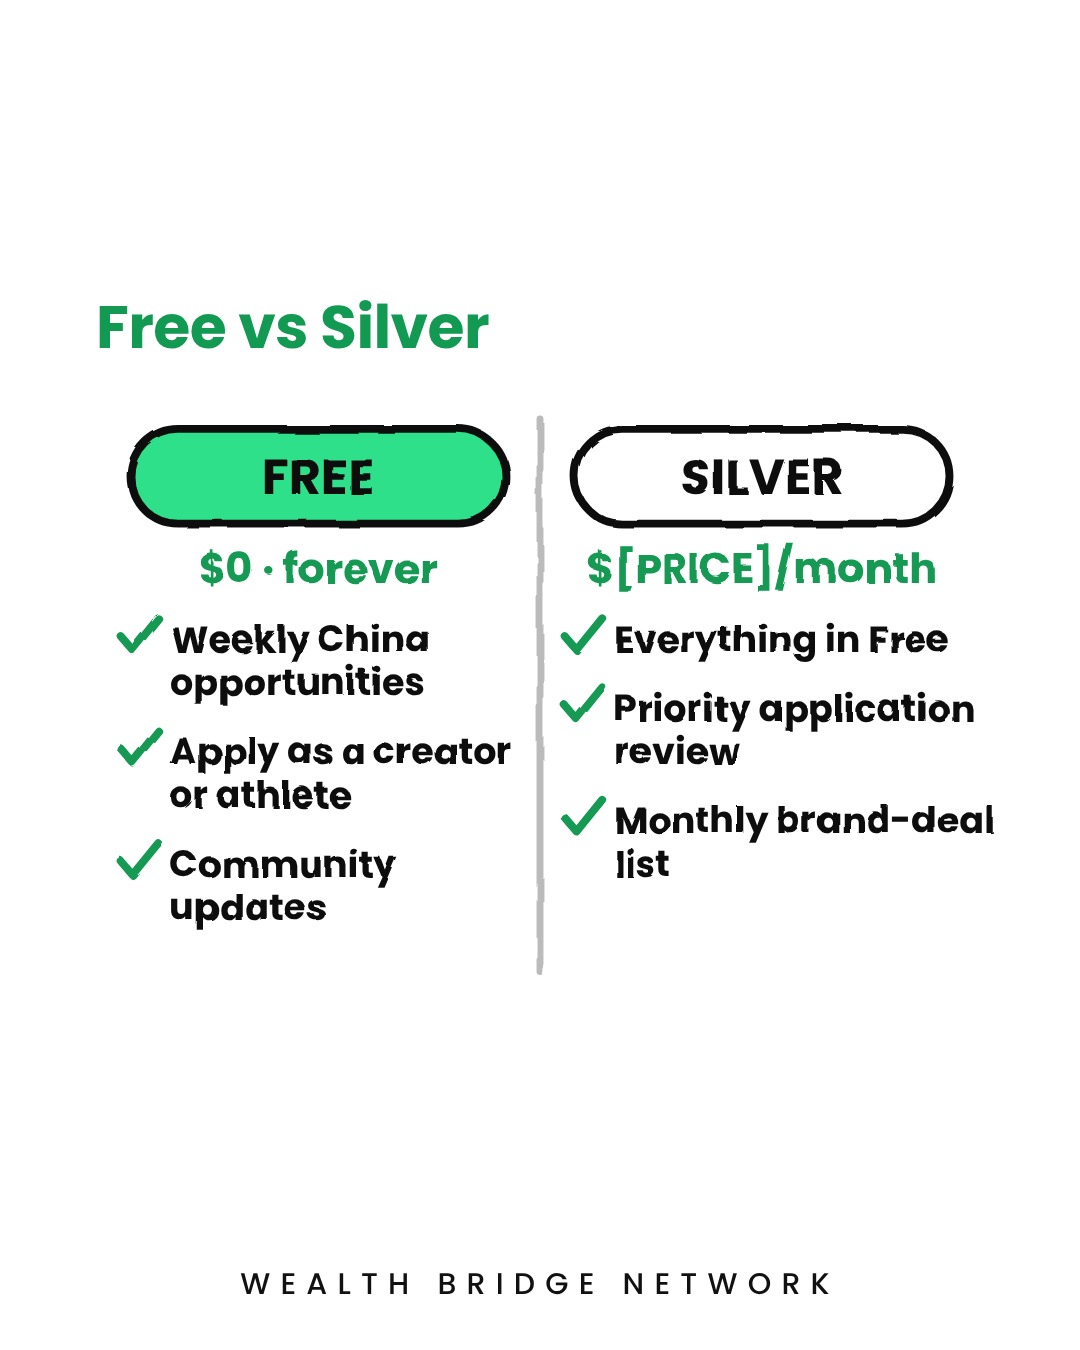 Free vs Silver
FREE
$0 · forever
Weekly China
opportunities
Apply as a creator
or athlete
Community
updates
SILVER
$[PRICE]/month
Everything in Free
Priority application
review
Monthly brand-deal
list
WEALTH BRIDGE NETWORK